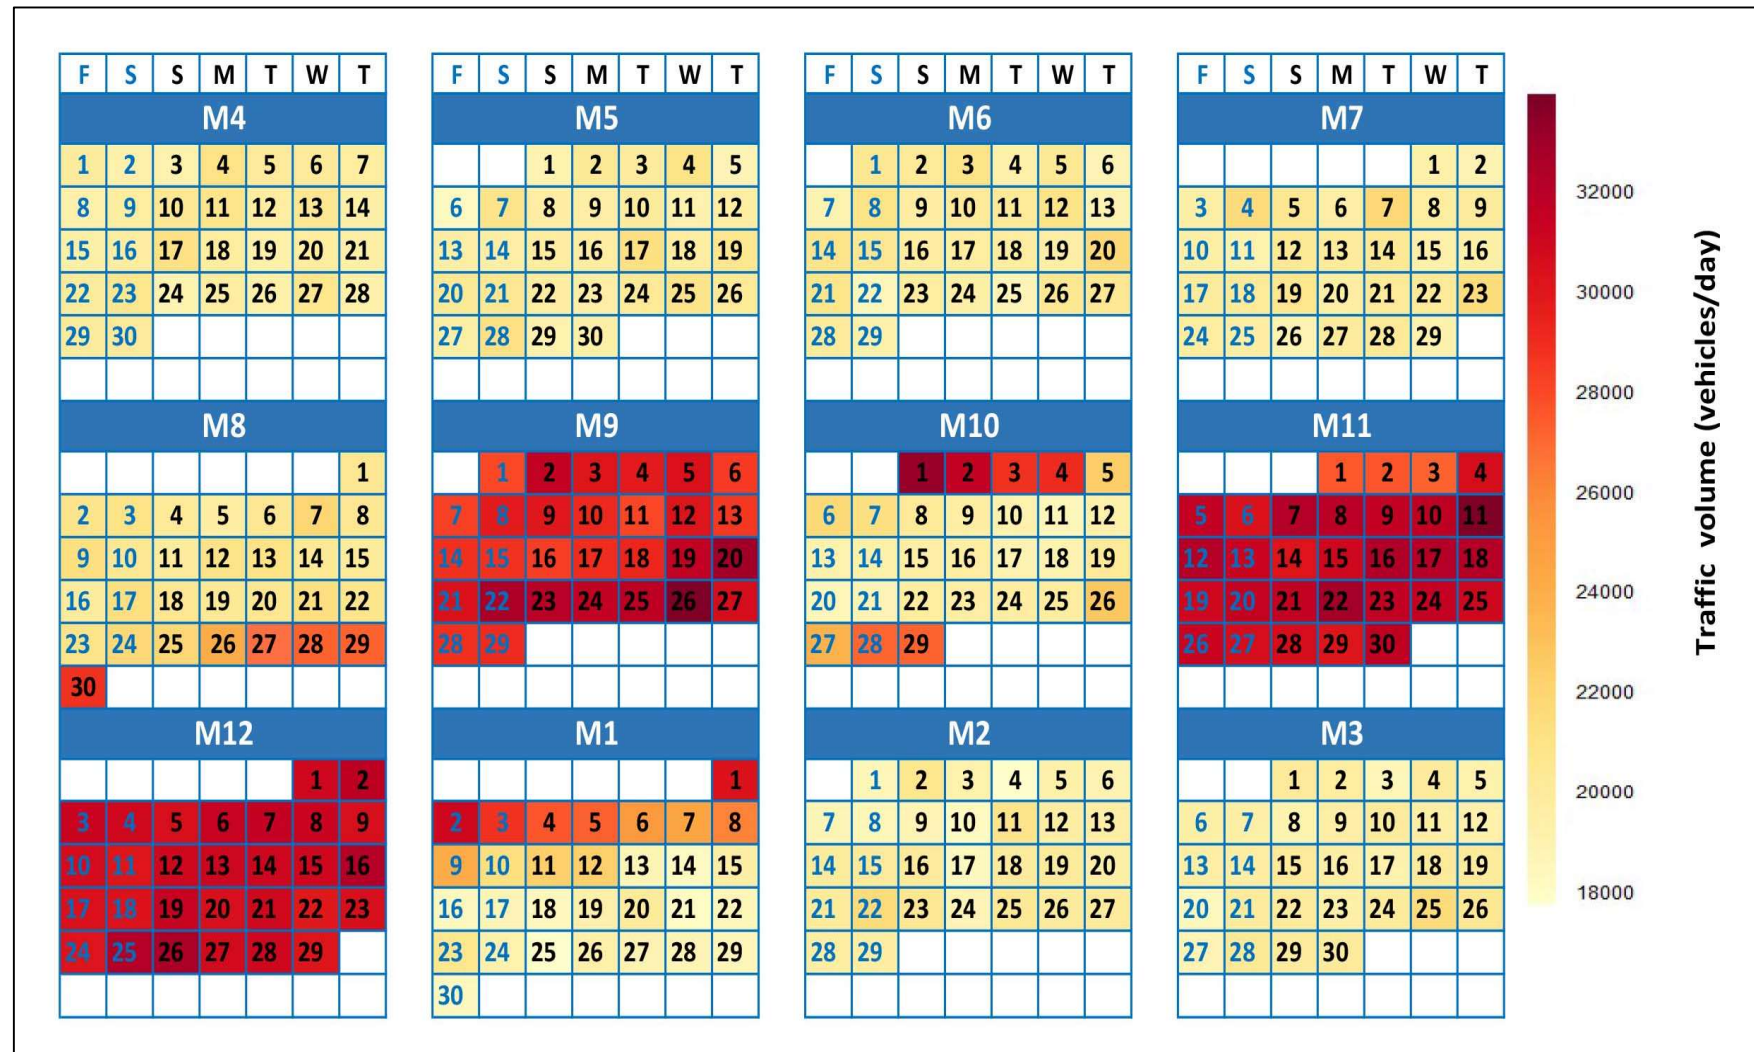 F S S M T W T F S S M T W T F S S M T W T F S S M T W T
M4 M5 M6 M7
1 2 3 4 5 6 7 1 2 3 4 5 1 2 3 4 5 6 1 2
8 9 10 11 12 13 14 6 7 8 9 10 11 12 7 8 9 10 11 12 13 3 4 5 6 7 8 9
15 16 17 18 19 20 21 13 14 15 16 17 18 19 14 15 16 17 18 19 20 10 11 12 13 14 15 16
22 23 24 25 26 27 28 20 21 22 23 24 25 26 21 22 23 24 25 26 27 17 18 19 20 21 22 23
29 30 27 28 29 30 28 29 24 25 26 27 28 29
M8 M9 M10 M11
1 1 2 3 4 5 6 1 2 3 4 5 1 2 3 4
2 3 4 5 6 7 8 7 8 9 10 11 12 13 6 7 8 9 10 11 12 5 6 7 8 9 10 11
9 10 11 12 13 14 15 14 15 16 17 18 19 20 13 14 15 16 17 18 19 12 13 14 15 16 17 18
16 17 18 19 20 21 22 21 22 23 24 25 26 27 20 21 22 23 24 25 26 19 20 21 22 23 24 25
23 24 25 26 27 28 29 28 29 27 28 29 26 27 28 29 30
30
M12 M1 M2 M3
1 2 1 1 2 3 4 5 6 1 2 3 4 5
3 4 5 6 7 8 9 2 3 4 5 6 7 8 7 8 9 10 11 12 13 6 7 8 9 10 11 12
10 11 12 13 14 15 16 9 10 11 12 13 14 15 14 15 16 17 18 19 20 13 14 15 16 17 18 19
17 18 19 20 21 22 23 16 17 18 19 20 21 22 21 22 23 24 25 26 27 20 21 22 23 24 25 26
24 25 26 27 28 29 23 24 25 26 27 28 29 28 29 27 28 29 30
30
32000
30000
28000
26000
24000
22000
20000
18000
Traffic volume (vehicles/day)